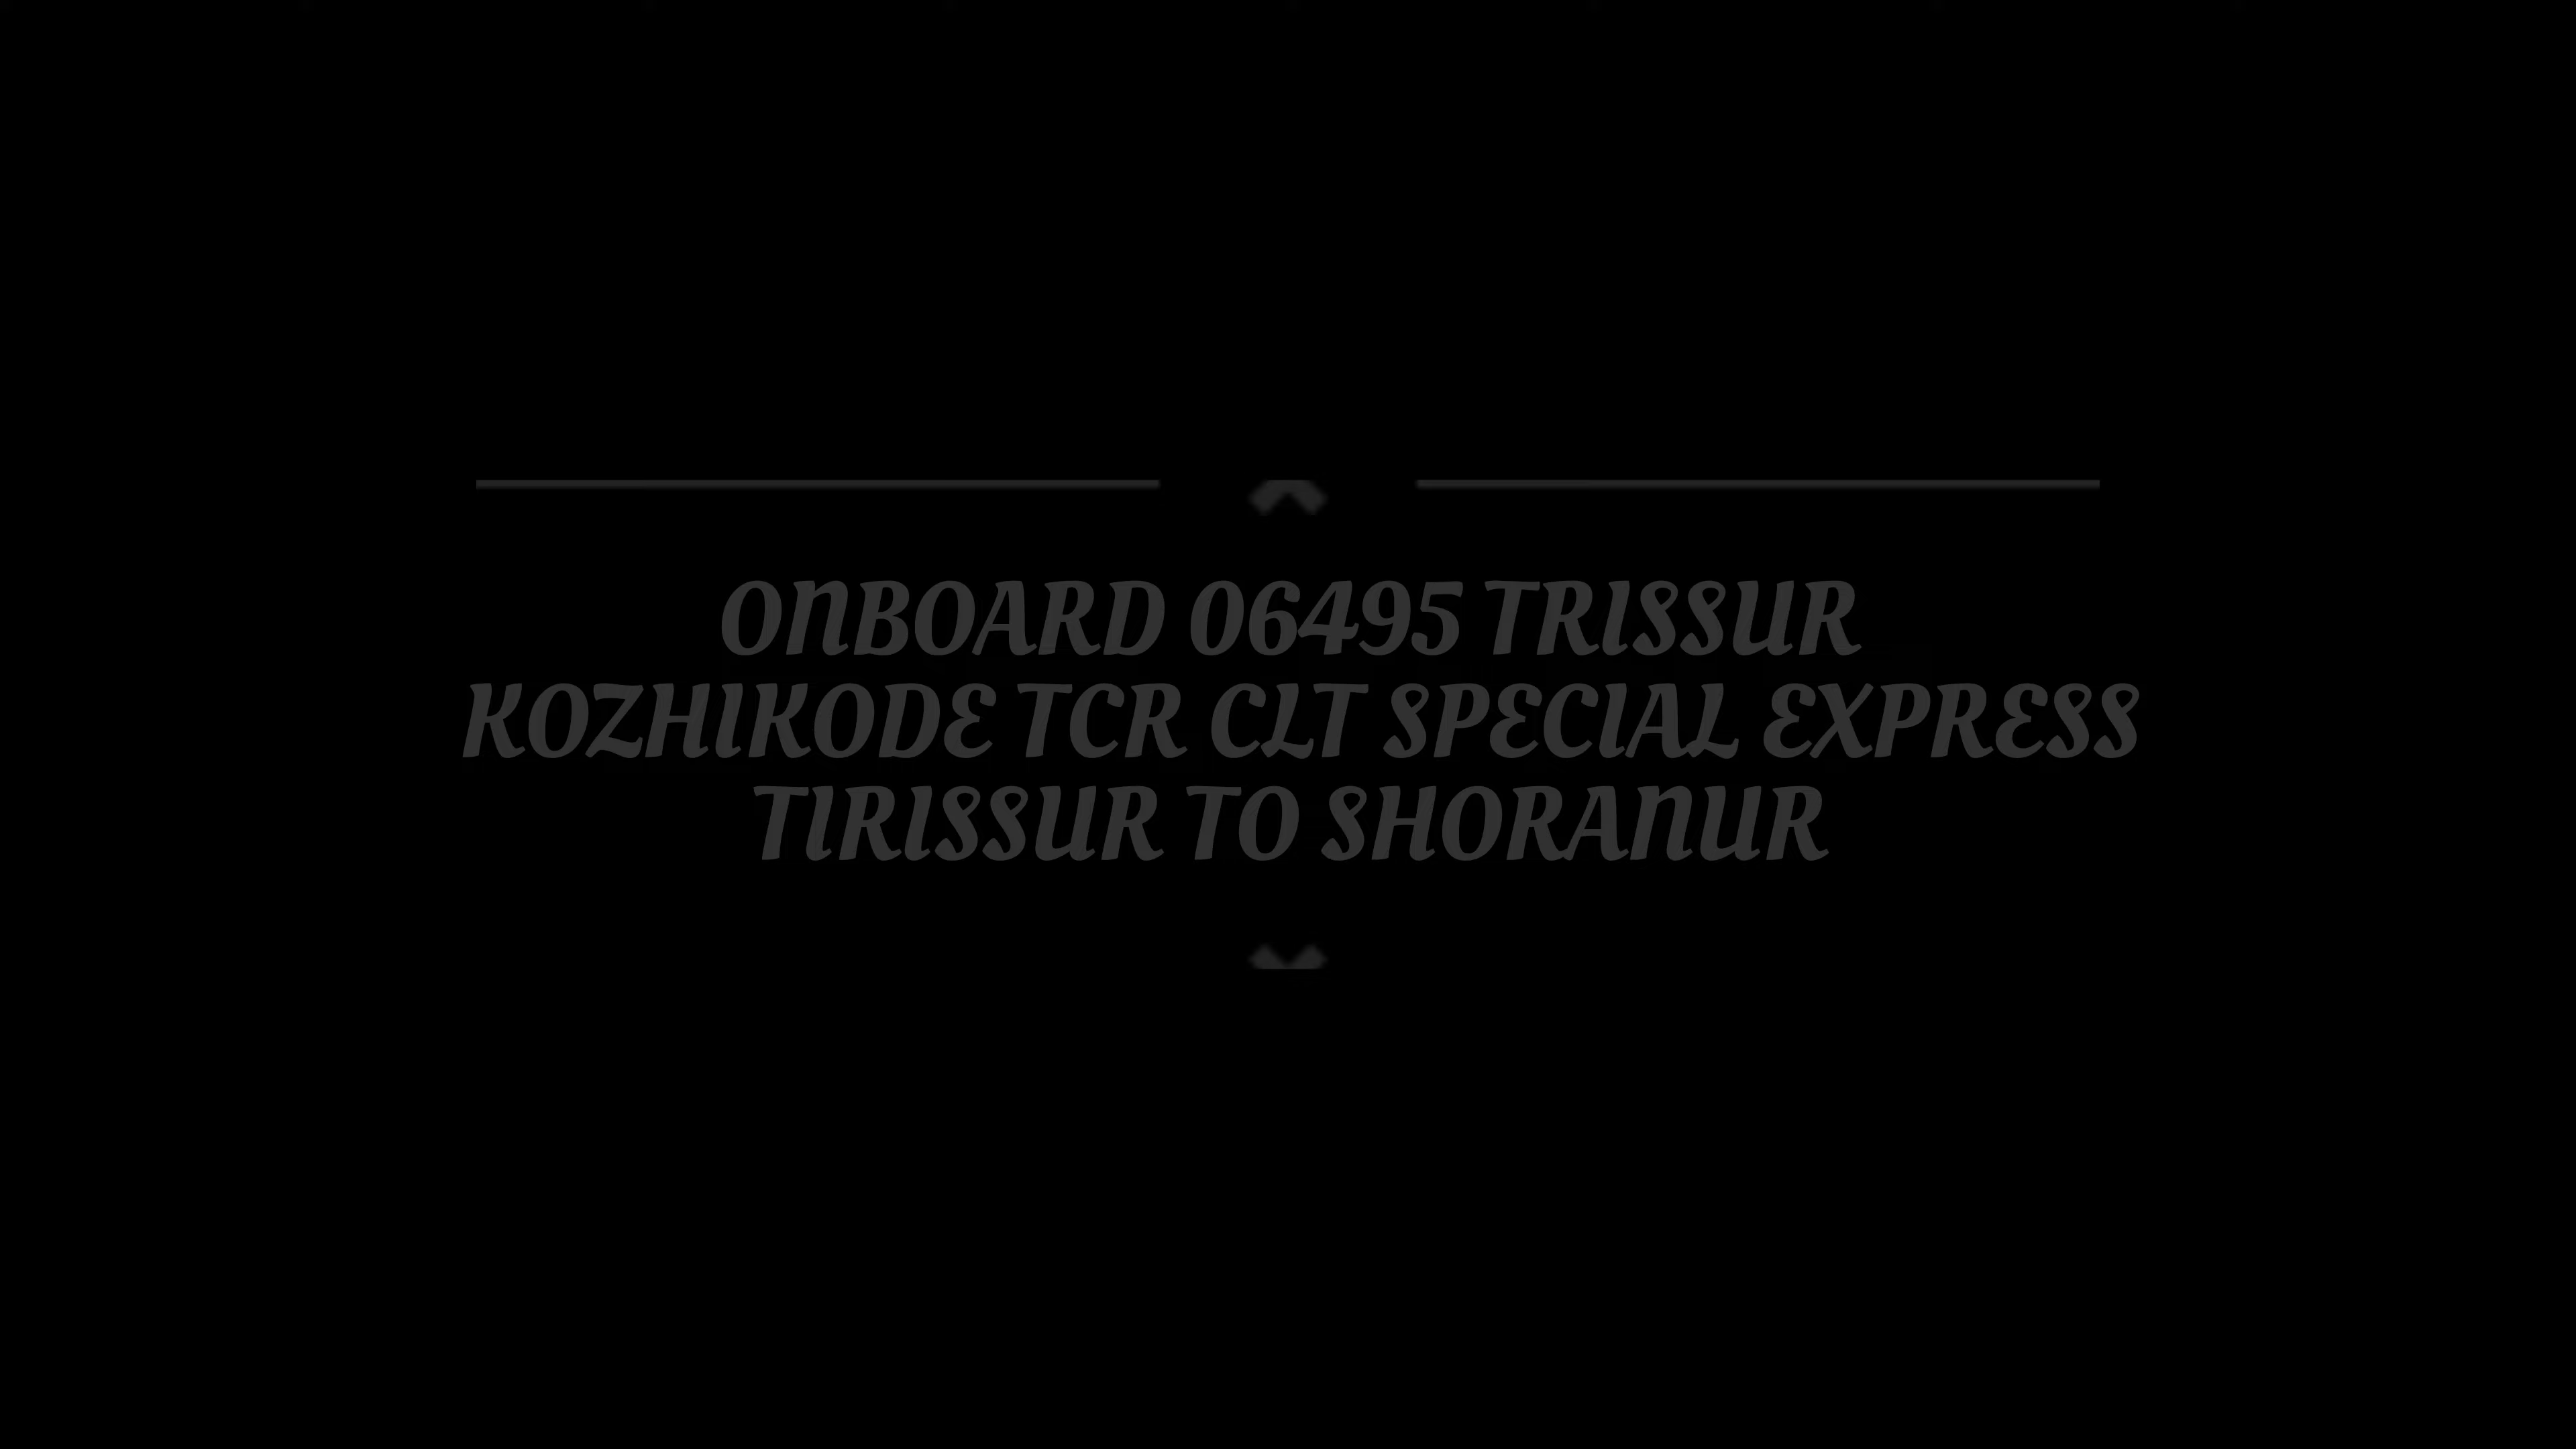 ONBOARD 06495 TRISSUR
KOZHIKODE TCR CLT SPECIAL EXPRESS
TIRISSUR TO SHORANUR